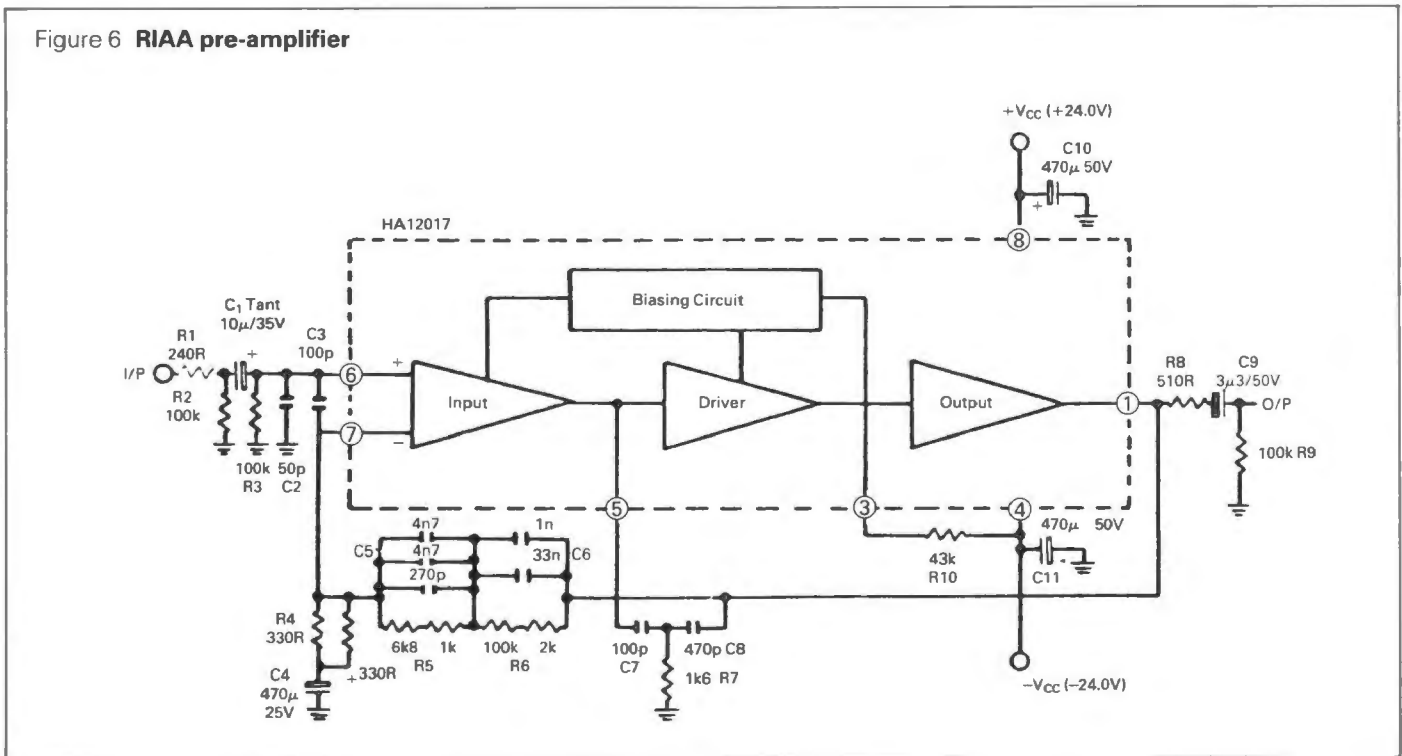 Figure 6 RIAA pre-amplifier
+VCC (+24.0V)
C10
470μ 50V
+
HA12017
8
Biasing Circuit
C1 Tant
10μ/35V
+
C3
100p
R1
240R
I/P
R2
100k
100k 50p
R3 C2
6
+
7
−
Input
Driver
Output
1
R8
510R
C9
3μ3/50V
O/P
100k R9
5
3
4
470μ 50V
C11
43k
R10
−VCC (−24.0V)
C5
4n7
4n7
270p
1n
33n C6
6k8 1k
R5
100k 2k
R6
R4
330R
+330R
C4
470μ
25V
100p
C7
470p C8
1k6 R7